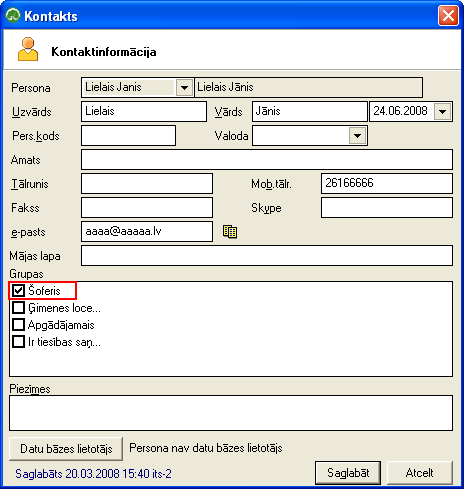 Kontakts
Kontaktinformācija
Persona Lielais Janis Lielais Jānis
Uzvārds Lielais Vārds Jānis 24.06.2008
Pers.kods Valoda
Amats
Tālrunis Mob.tālr. 26166666
Fakss Skype
e-pasts aaaa@aaaaa.lv
Mājas lapa
Grupas
Šoferis
Ģimenes loce...
Apgādājamais
Ir tiesības saņ...
Piezīmes
Datu bāzes lietotājs Persona nav datu bāzes lietotājs
Saglabāts 20.03.2008 15:40 its-2 Saglabāt Atcelt